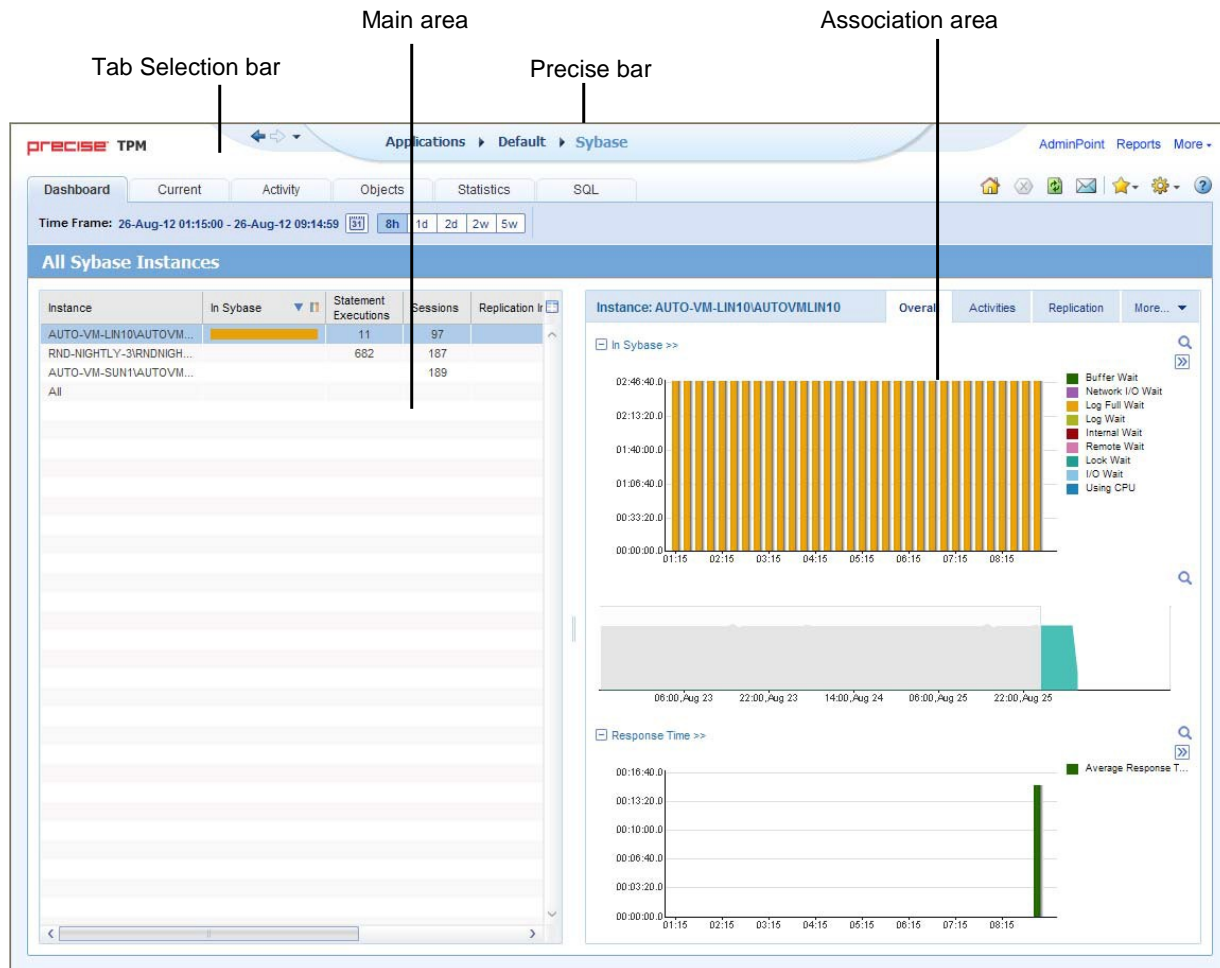 Main area
Association area
Tab Selection bar
Precise bar
precise TPM
Applications Default Sybase
AdminPoint Reports More
Dashboard Current Activity Objects Statistics SQL
Time Frame: 26-Aug-12 01:15:00 - 26-Aug-12 09:14:59 31 8h 1d 2d 2w 5w
All Sybase Instances
Instance In Sybase Statement Executions Sessions Replication Ir
AUTO-VM-LIN10\AUTOVM... 11 97
RND-NIGHTLY-3\RNDNIGH... 682 187
AUTO-VM-SUN1\AUTOVM... 189
All
Instance: AUTO-VM-LIN10\AUTOVMLIN10 Overall Activities Replication More...
In Sybase >>
02:46:40.0
02:13:20.0
01:40:00.0
01:06:40.0
00:33:20.0
00:00:00.0
01:15 02:15 03:15 04:15 05:15 06:15 07:15 08:15
Buffer Wait
Network I/O Wait
Log Full Wait
Log Wait
Internal Wait
Remote Wait
Lock Wait
I/O Wait
Using CPU
06:00,Aug 23 22:00,Aug 23 14:00,Aug 24 06:00,Aug 25 22:00,Aug 25
Response Time >>
00:16:40.0
00:13:20.0
00:10:00.0
00:06:40.0
00:03:20.0
00:00:00.0
01:15 02:15 03:15 04:15 05:15 06:15 07:15 08:15
Average Response T...